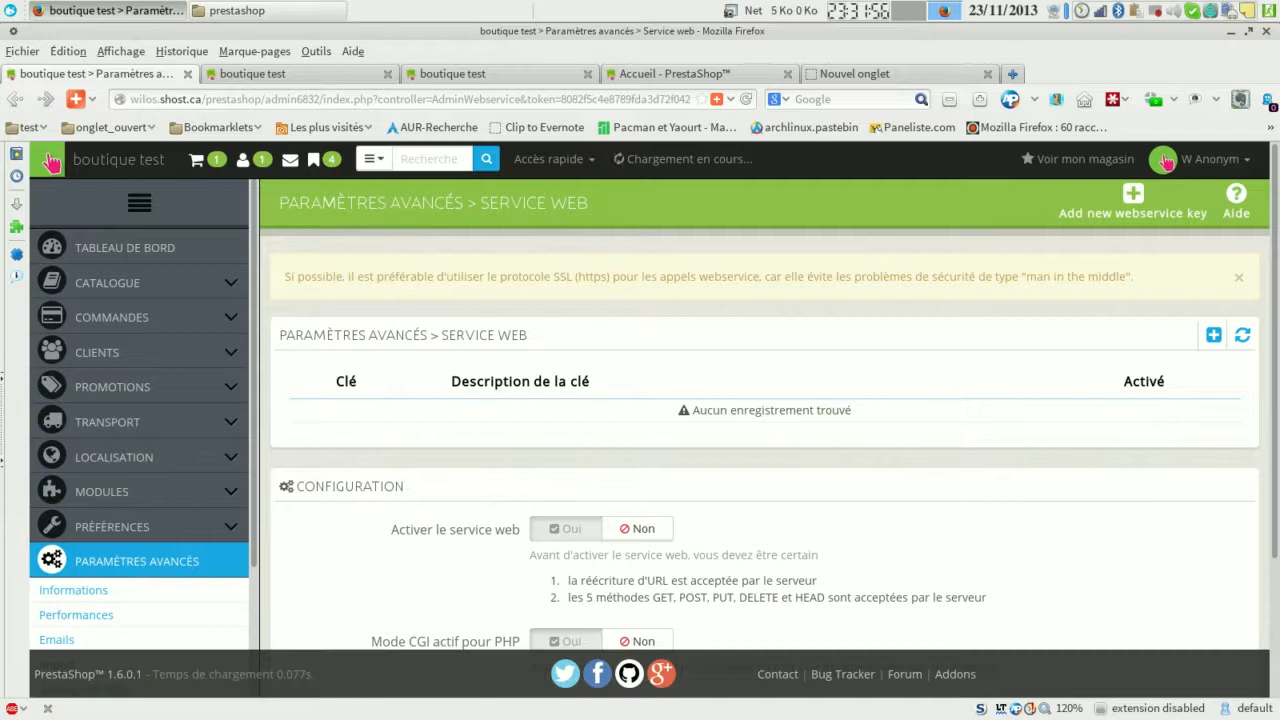 boutique test > Paramètr...
prestashop
Net 5 Ko 0 Ko
23:31:56
23/11/2013
boutique test > Paramètres avancés > Service web - Mozilla Firefox
Fichier Édition Affichage Historique Marque-pages Outils Aide
boutique test > Paramètres a...
boutique test
boutique test
Accueil - PrestaShop™
Nouvel onglet
wilos.shost.ca/prestashop/admin6832/index.php?controller=AdminWebservice&token=8082f5c4e8789fda3d72f042
Google
test
onglet_ouvert
Bookmarklets
Les plus visités
AUR-Recherche
Clip to Evernote
Pacman et Yaourt - Ma...
archlinux.pastebin
Paneliste.com
Mozilla Firefox : 60 racc...
»
boutique test
1
1
4
Recherche
Accès rapide
Chargement en cours...
Voir mon magasin
W Anonym
PARAMÈTRES AVANCÉS > SERVICE WEB
Add new webservice key
Aide
TABLEAU DE BORD
CATALOGUE
COMMANDES
CLIENTS
PROMOTIONS
TRANSPORT
LOCALISATION
MODULES
PRÉFÉRENCES
PARAMÈTRES AVANCÉS
Informations
Performances
Emails
Si possible, il est préférable d'utiliser le protocole SSL (https) pour les appels webservice, car elle évite les problèmes de sécurité de type "man in the middle".
×
PARAMÈTRES AVANCÉS > SERVICE WEB
Clé Description de la clé Activé
Aucun enregistrement trouvé
CONFIGURATION
Activer le service web Oui Non
Avant d'activer le service web, vous devez être certain
1. la réécriture d'URL est acceptée par le serveur
2. les 5 méthodes GET, POST, PUT, DELETE et HEAD sont acceptées par le serveur
Mode CGI actif pour PHP Oui Non
PrestaShop™ 1.6.0.1 - Temps de chargement 0.077s
Contact | Bug Tracker | Forum | Addons
ABP
120%
extension disabled
default